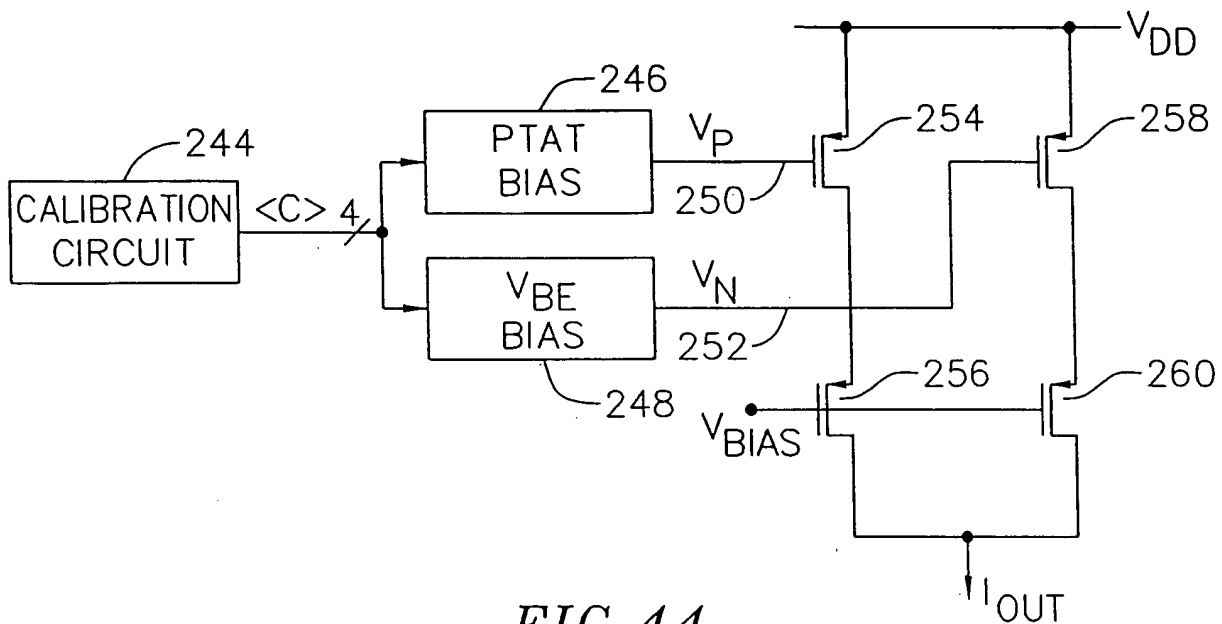 V_DD
246
254
258
244
PTAT
BIAS
V_P
250
CALIBRATION
CIRCUIT
<C> 4
V_BE
BIAS
V_N
252
248
256
260
V_BIAS
I_OUT
FIG. 44